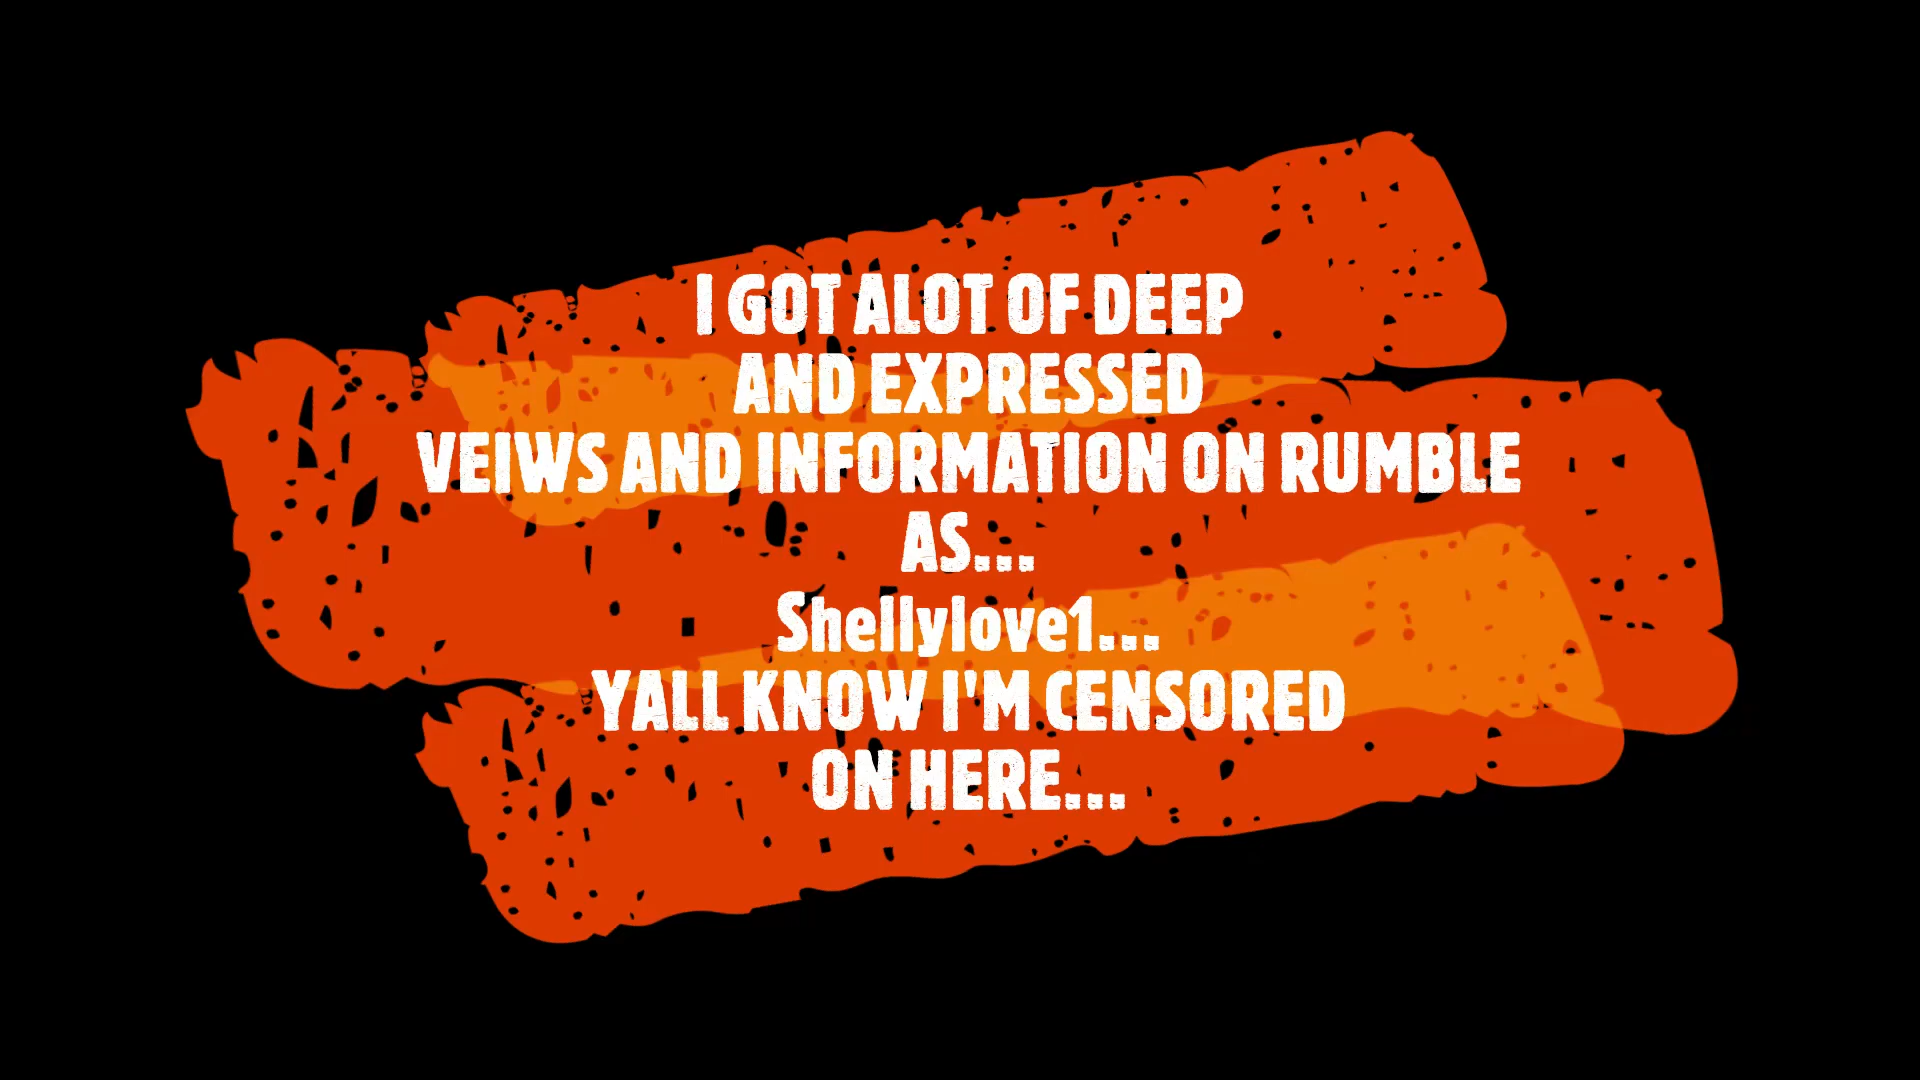 I GOT ALOT OF DEEP
AND EXPRESSED
VEIWS AND INFORMATION ON RUMBLE
AS...
Shellylove1...
YALL KNOW I'M CENSORED
ON HERE...